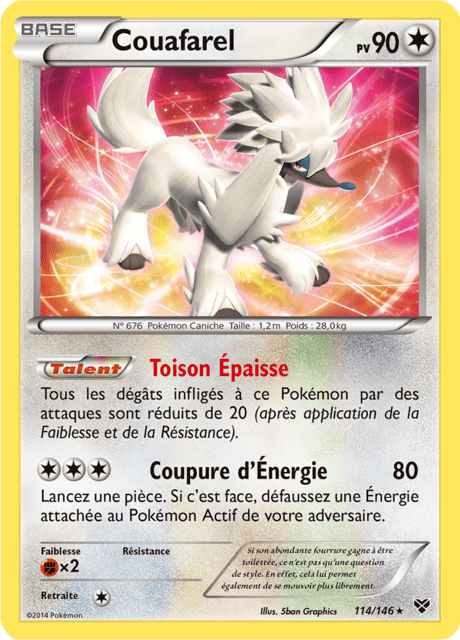 BASE Couafarel PV 90
N° 676 Pokémon Caniche Taille : 1,2 m Poids : 28,0 kg
Talent Toison Épaisse
Tous les dégâts infligés à ce Pokémon par des
attaques sont réduits de 20 (après application de la
Faiblesse et de la Résistance).
Coupure d'Énergie 80
Lancez une pièce. Si c'est face, défaussez une Énergie
attachée au Pokémon Actif de votre adversaire.
Faiblesse Résistance
×2
Retraite
Si son abondante fourrure gagne à être
toilettée, ce n'est pas qu'une question
de style. En effet, cela lui permet
également de se mouvoir plus librement.
©2014 Pokémon Illus. 5ban Graphics 114/146 ★ XY